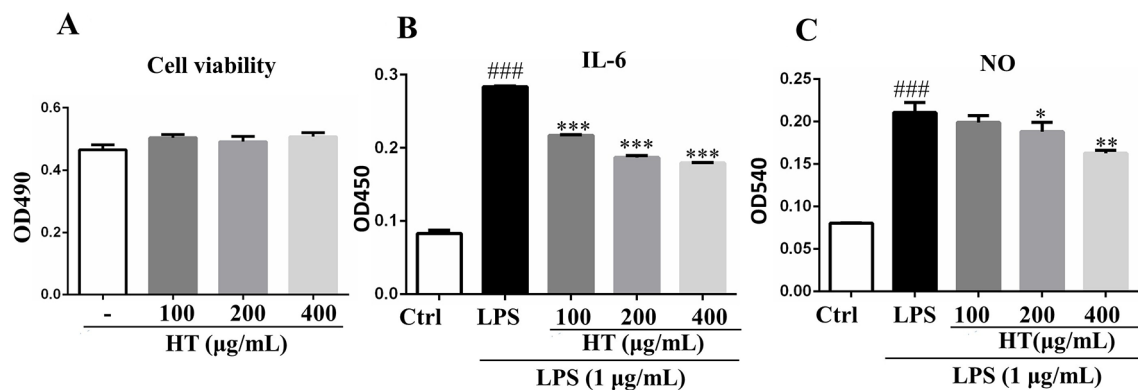 A
Cell viability
OD490
0.6
0.4
0.2
0.0
- 100 200 400
HT (μg/mL)
B
IL-6
OD450
0.3
0.2
0.1
0.0
###
***
***
***
Ctrl LPS 100 200 400
HT (μg/mL)
LPS (1 μg/mL)
C
NO
OD540
0.25
0.20
0.15
0.10
0.05
0.00
###
*
**
Ctrl LPS 100 200 400
HT(μg/mL)
LPS (1 μg/mL)